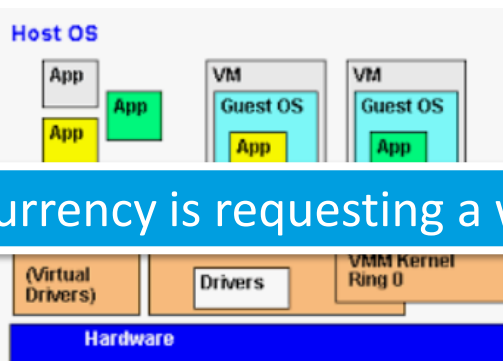 Host OS
App
App
App
VM
Guest OS
App
VM
Guest OS
App
urrency is requesting a
(Virtual
Drivers)
Drivers
VMM Kernel
Ring 0
Hardware